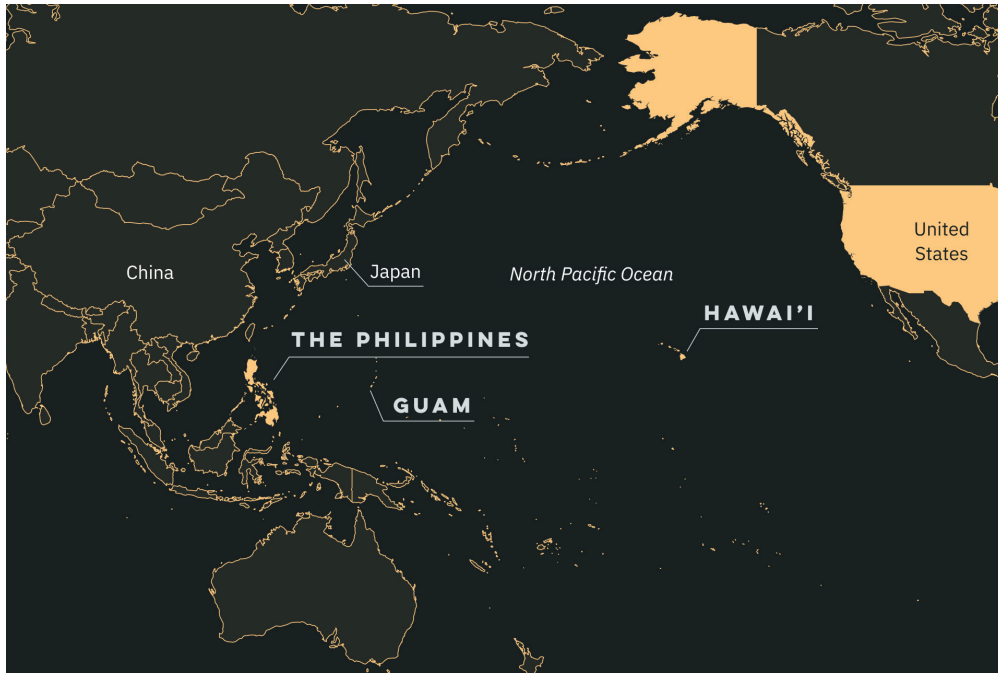 United
States
China
Japan
North Pacific Ocean
HAWAI'I
THE PHILIPPINES
GUAM